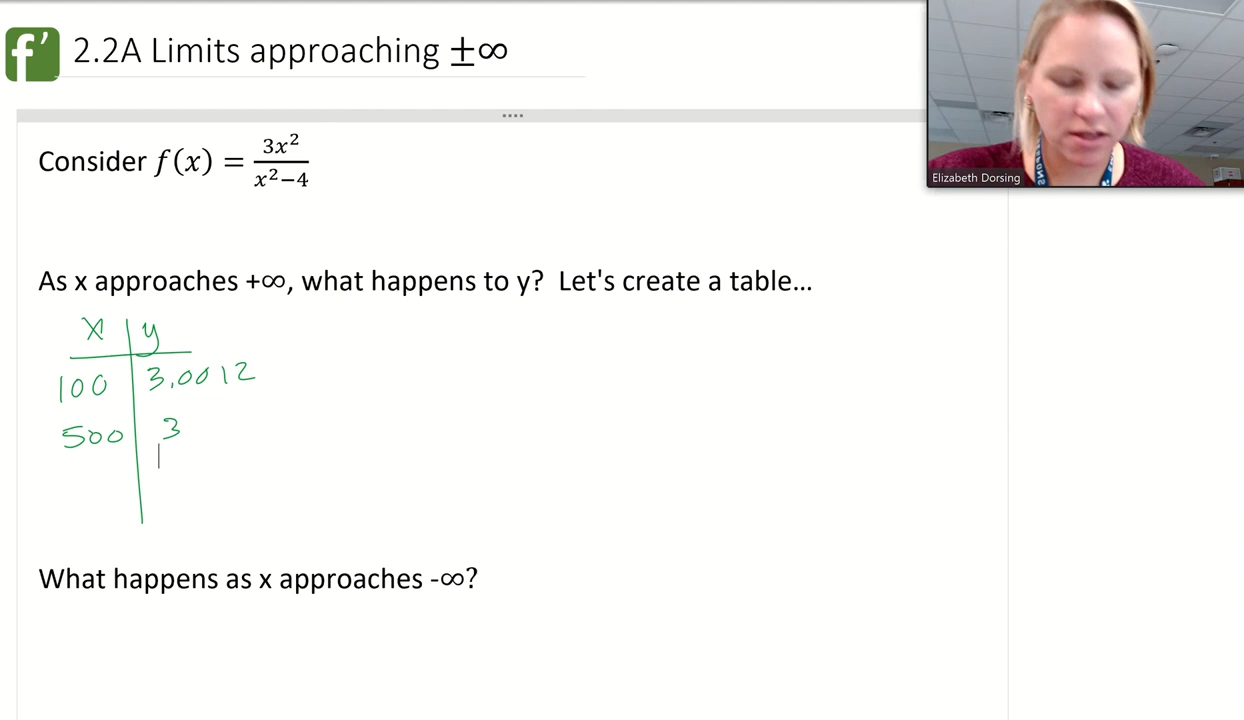 f’ 2.2A Limits approaching ±∞
Elizabeth Dorsing
Consider f(x) = 3x²/x²−4
As x approaches +∞, what happens to y? Let's create a table...
x y
100 3.0012
500 3
What happens as x approaches -∞?